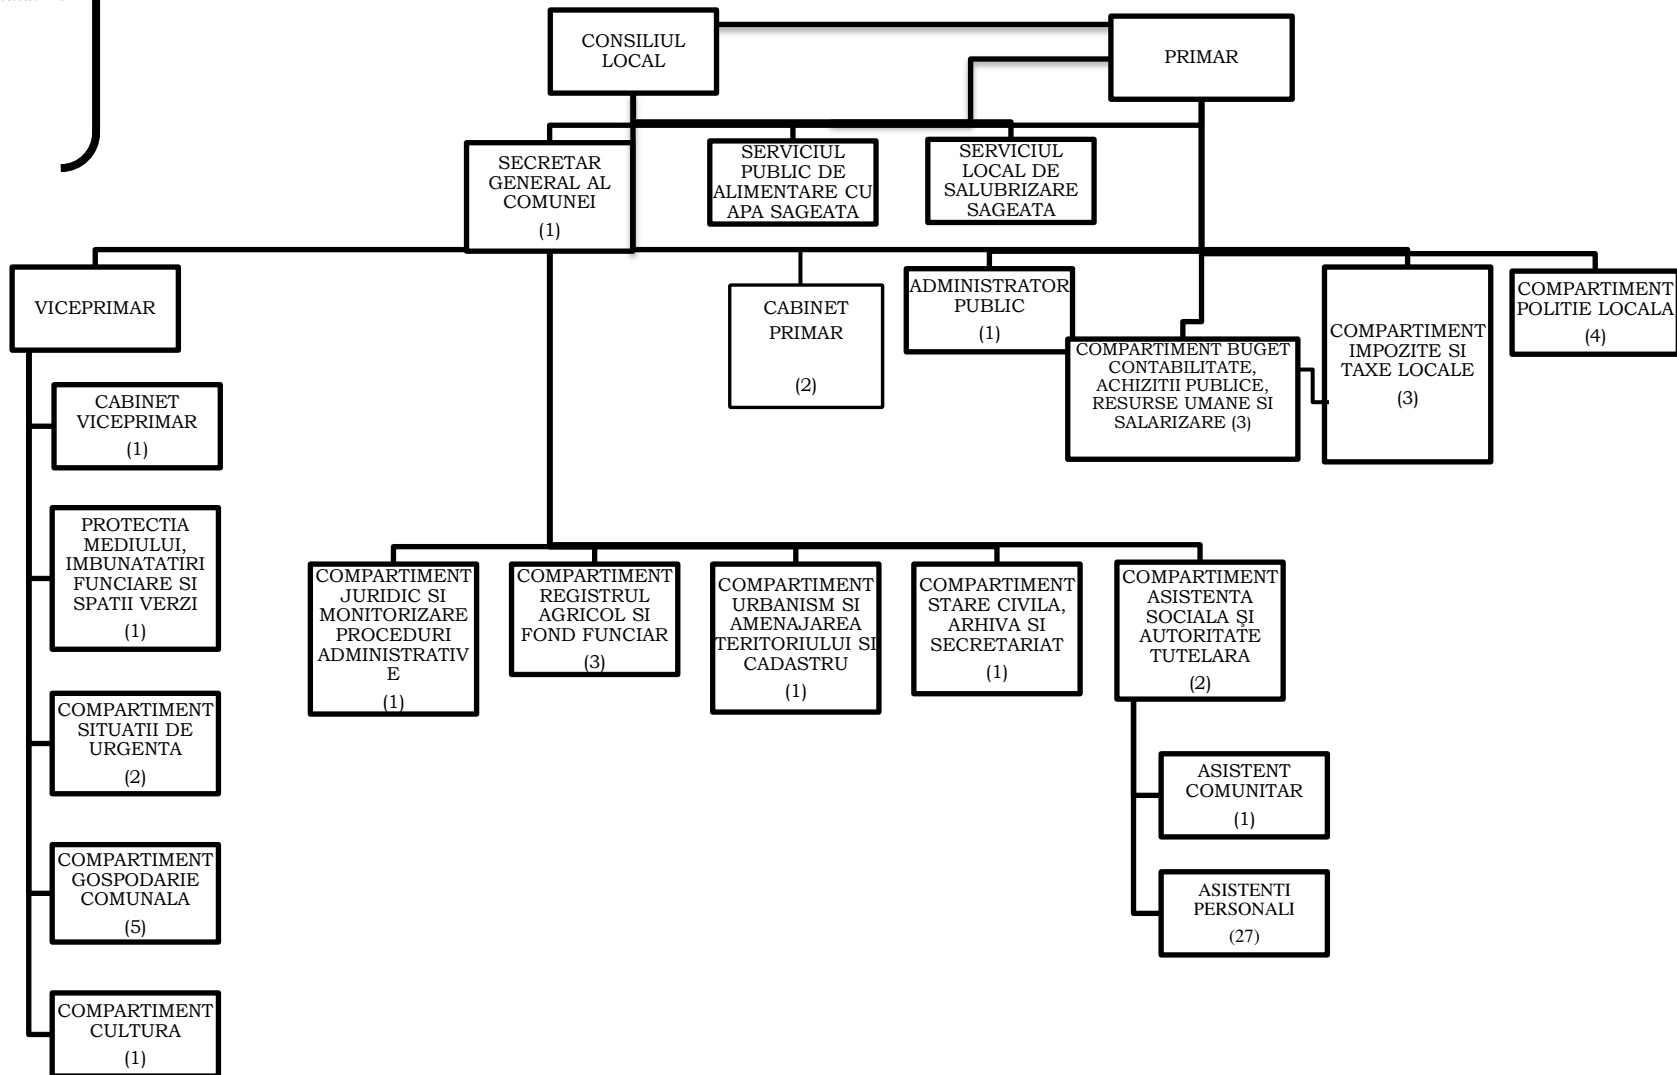 CONSILIUL
LOCAL
PRIMAR
SECRETAR
GENERAL AL
COMUNEI
(1)
SERVICIUL
PUBLIC DE
ALIMENTARE CU
APA SAGEATA
SERVICIUL
LOCAL DE
SALUBRIZARE
SAGEATA
VICEPRIMAR
CABINET
PRIMAR
(2)
ADMINISTRATOR
PUBLIC
(1)
COMPARTIMENT BUGET
CONTABILITATE,
ACHIZITII PUBLICE,
RESURSE UMANE SI
SALARIZARE (3)
COMPARTIMENT
IMPOZITE SI
TAXE LOCALE
(3)
COMPARTIMENT
POLITIE LOCALA
(4)
CABINET
VICEPRIMAR
(1)
PROTECTIA
MEDIULUI,
IMBUNATATIRI
FUNCIARE SI
SPATII VERZI
(1)
COMPARTIMENT
SITUATII DE
URGENTA
(2)
COMPARTIMENT
GOSPODARIE
COMUNALA
(5)
COMPARTIMENT
CULTURA
(1)
COMPARTIMENT
JURIDIC SI
MONITORIZARE
PROCEDURI
ADMINISTRATIV
E
(1)
COMPARTIMENT
REGISTRUL
AGRICOL SI
FOND FUNCIAR
(3)
COMPARTIMENT
URBANISM SI
AMENAJAREA
TERITORIULUI SI
CADASTRU
(1)
COMPARTIMENT
STARE CIVILA,
ARHIVA SI
SECRETARIAT
(1)
COMPARTIMENT
ASISTENTA
SOCIALA ŞI
AUTORITATE
TUTELARA
(2)
ASISTENT
COMUNITAR
(1)
ASISTENTI
PERSONALI
(27)